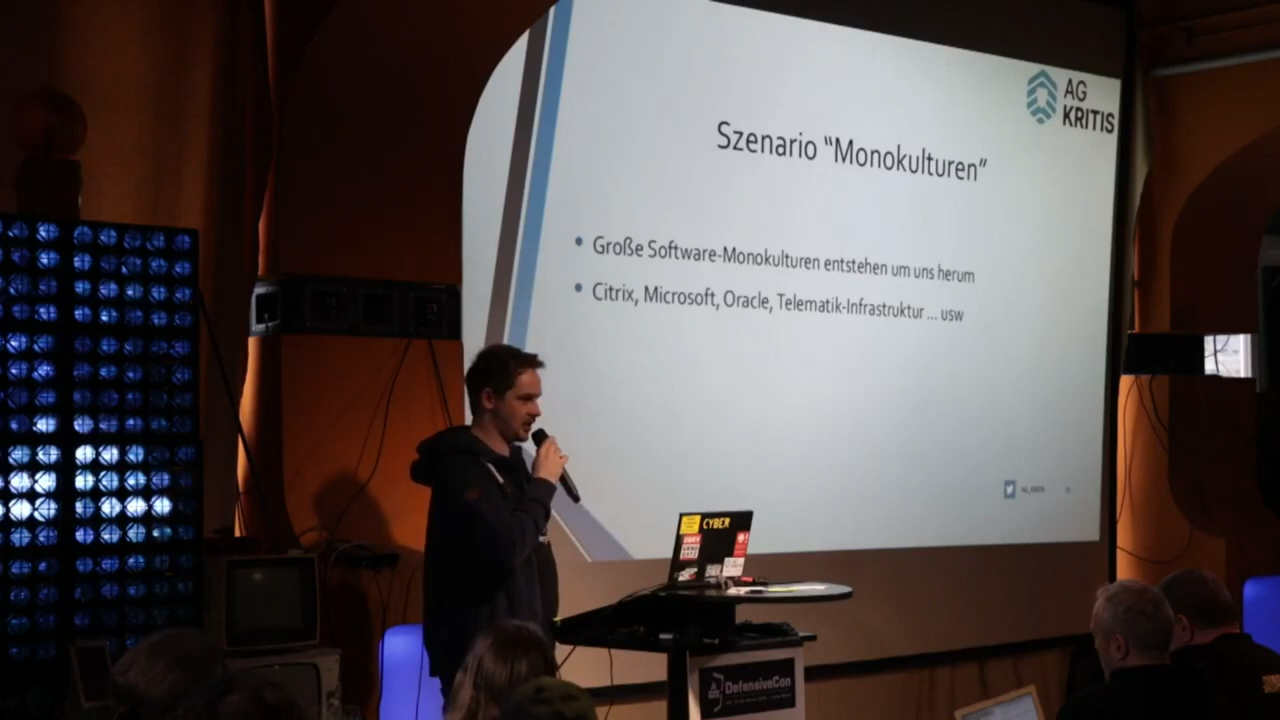 AG
KRITIS
Szenario “Monokulturen”
• Große Software-Monokulturen entstehen um uns herum
• Citrix, Microsoft, Oracle, Telematik-Infrastruktur ... usw
CYBER
DefensiveCon